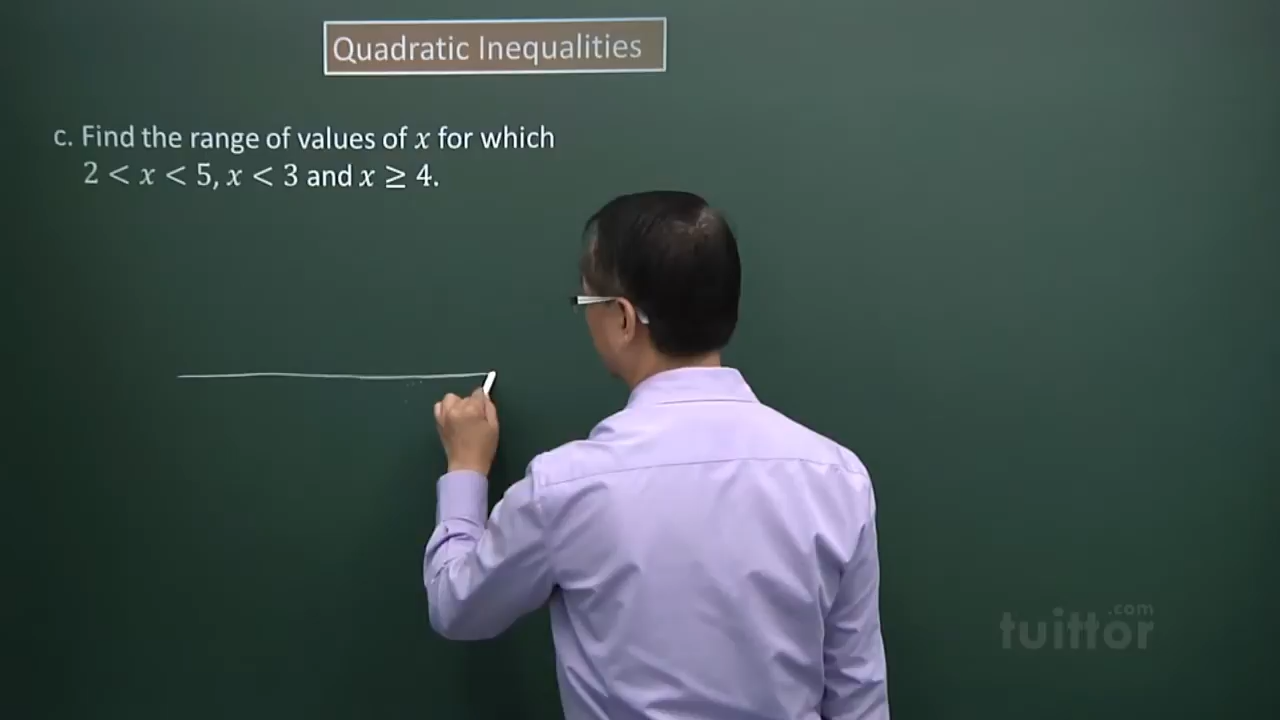 Quadratic Inequalities
c. Find the range of values of x for which
2 < x < 5, x < 3 and x ≥ 4.
tuittor.com